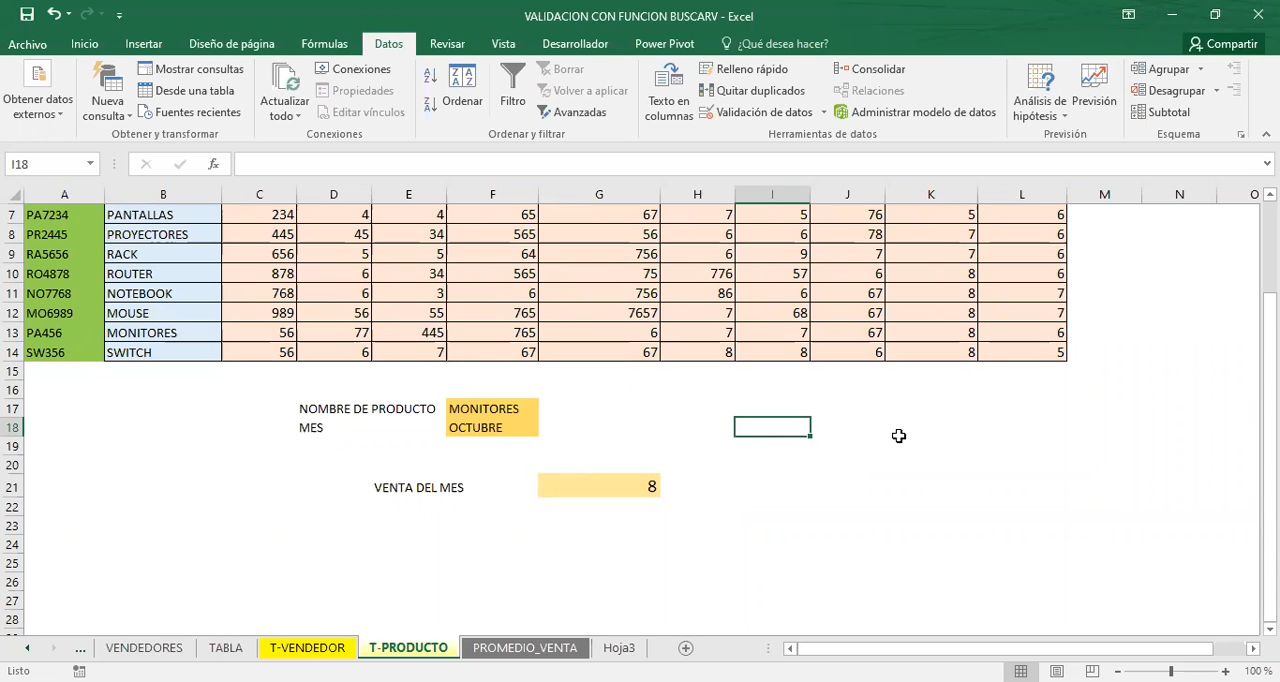 VALIDACION CON FUNCION BUSCARV - Excel
Archivo Inicio Insertar Diseño de página Fórmulas Datos Revisar Vista Desarrollador Power Pivot ¿Qué desea hacer? Compartir
Obtener datos externos
Nueva consulta
Mostrar consultas
Desde una tabla
Fuentes recientes
Obtener y transformar
Actualizar todo
Conexiones
Propiedades
Editar vínculos
Conexiones
Ordenar
Filtro
Borrar
Volver a aplicar
Avanzadas
Ordenar y filtrar
Texto en columnas
Relleno rápido
Quitar duplicados
Validación de datos
Consolidar
Relaciones
Administrar modelo de datos
Herramientas de datos
Análisis de hipótesis
Previsión
Previsión
Agrupar
Desagrupar
Subtotal
Esquema
I18 fx
A B C D E F G H I J K L M N O
7 PA7234 PANTALLAS 234 4 4 65 67 7 5 76 5 6
8 PR2445 PROYECTORES 445 45 34 565 56 6 6 78 7 6
9 RA5656 RACK 656 5 5 64 756 6 9 7 7 6
10 RO4878 ROUTER 878 6 34 565 75 776 57 6 8 6
11 NO7768 NOTEBOOK 768 6 3 6 756 86 6 67 8 7
12 MO6989 MOUSE 989 56 55 765 7657 7 68 67 8 7
13 PA456 MONITORES 56 77 445 765 6 7 7 67 8 6
14 SW356 SWITCH 56 6 7 67 67 8 8 6 8 5
15
16
17 NOMBRE DE PRODUCTO MONITORES
18 MES OCTUBRE
19
20
21 VENTA DEL MES 8
22
23
24
25
26
27
28
... VENDEDORES TABLA T-VENDEDOR T-PRODUCTO PROMEDIO_VENTA Hoja3
Listo 100 %